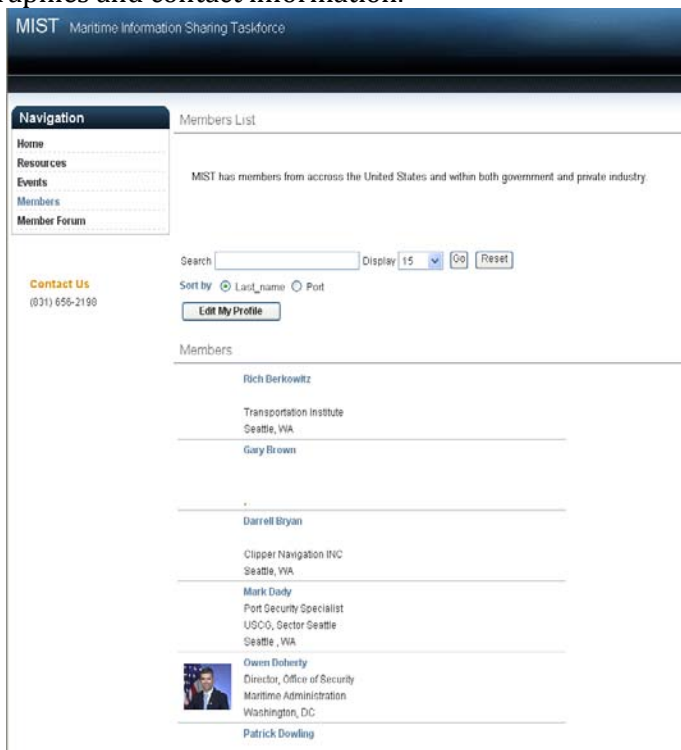 MIST Maritime Information Sharing Taskforce
Navigation
Home
Resources
Events
Members
Member Forum
Contact Us
(831) 656-2198
Members List
MIST has members from accross the United States and within both government and private industry.
Search Display 15 Go Reset
Sort by Last_name Port
Edit My Profile
Members
Rich Berkowitz
Transportation Institute
Seattle, WA
Gary Brown
,
Darrell Bryan
Clipper Navigation INC
Seattle, WA
Mark Dady
Port Security Specialist
USCG, Sector Seattle
Seattle , WA
Owen Doherty
Director, Office of Security
Maritime Administration
Washington, DC
Patrick Dowling